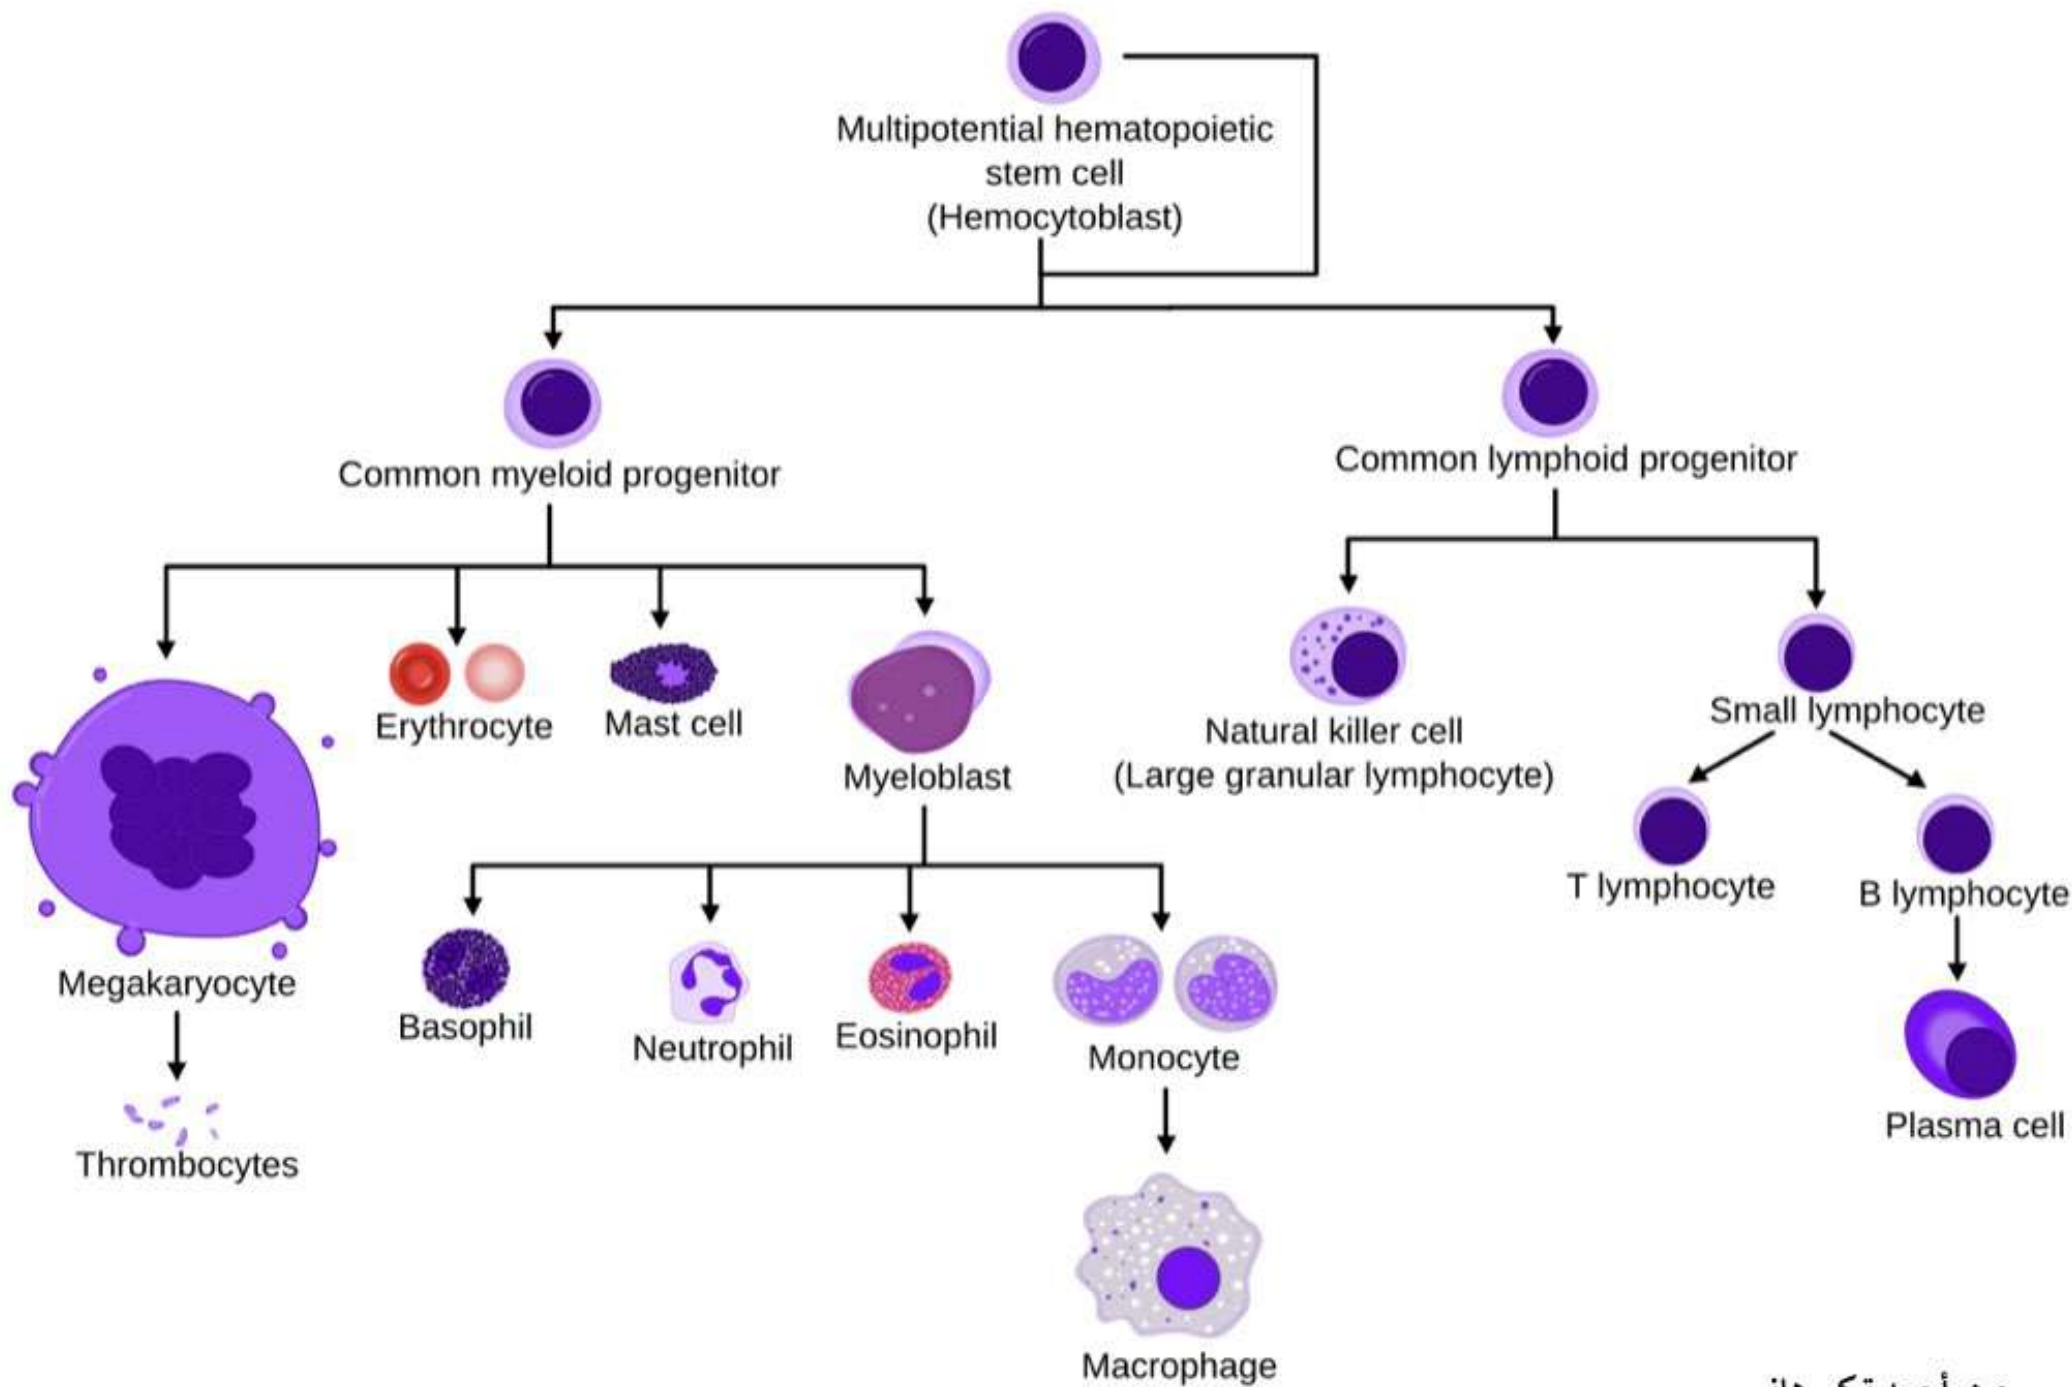 Multipotential hematopoietic
stem cell
(Hemocytoblast)
Common myeloid progenitor
Common lymphoid progenitor
Erythrocyte
Mast cell
Myeloblast
Natural killer cell
(Large granular lymphocyte)
Small lymphocyte
T lymphocyte
B lymphocyte
Megakaryocyte
Basophil
Neutrophil
Eosinophil
Monocyte
Plasma cell
Thrombocytes
Macrophage